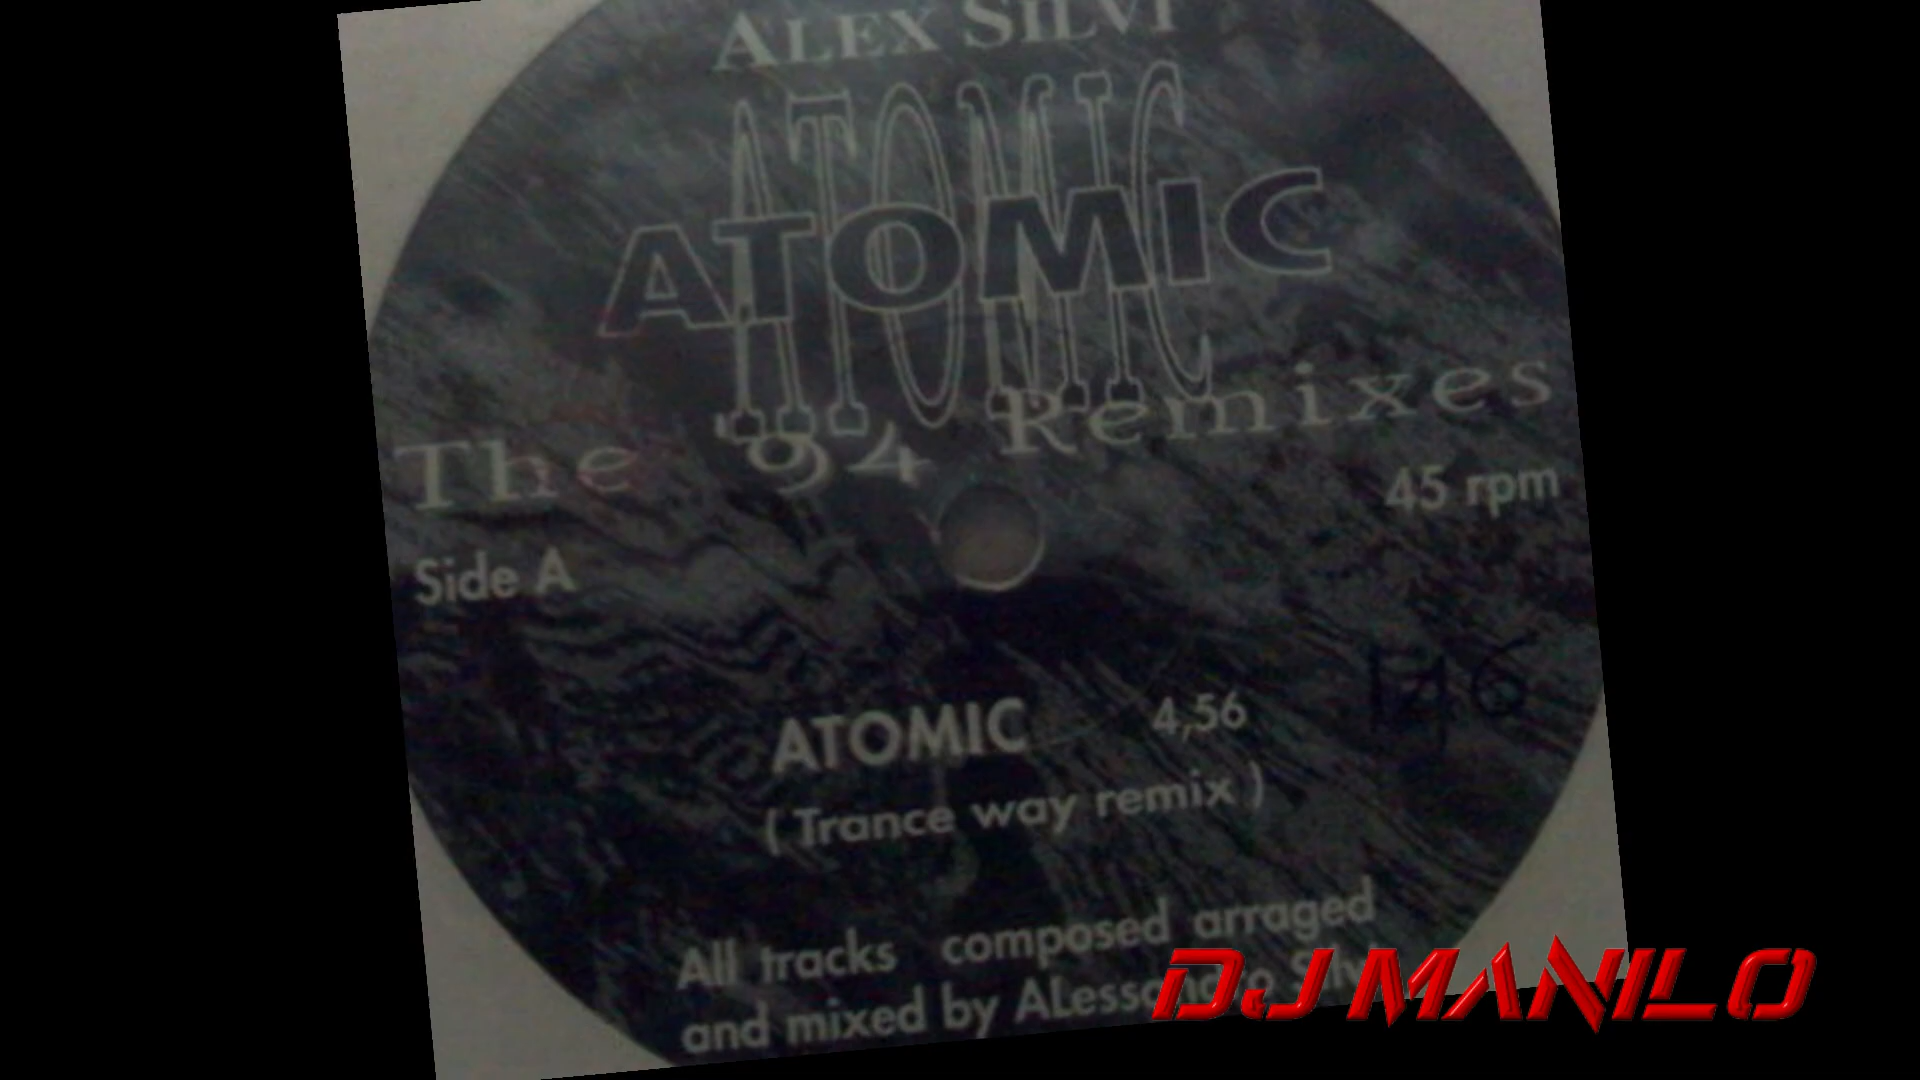 ALEX SILVI
ATOMIC
ATOMIC
The '94 Remixes
45 rpm
Side A
146
ATOMIC 4,56
( Trance way remix )
All tracks composed arraged
and mixed by ALessandro Silvi
DJ MANILO